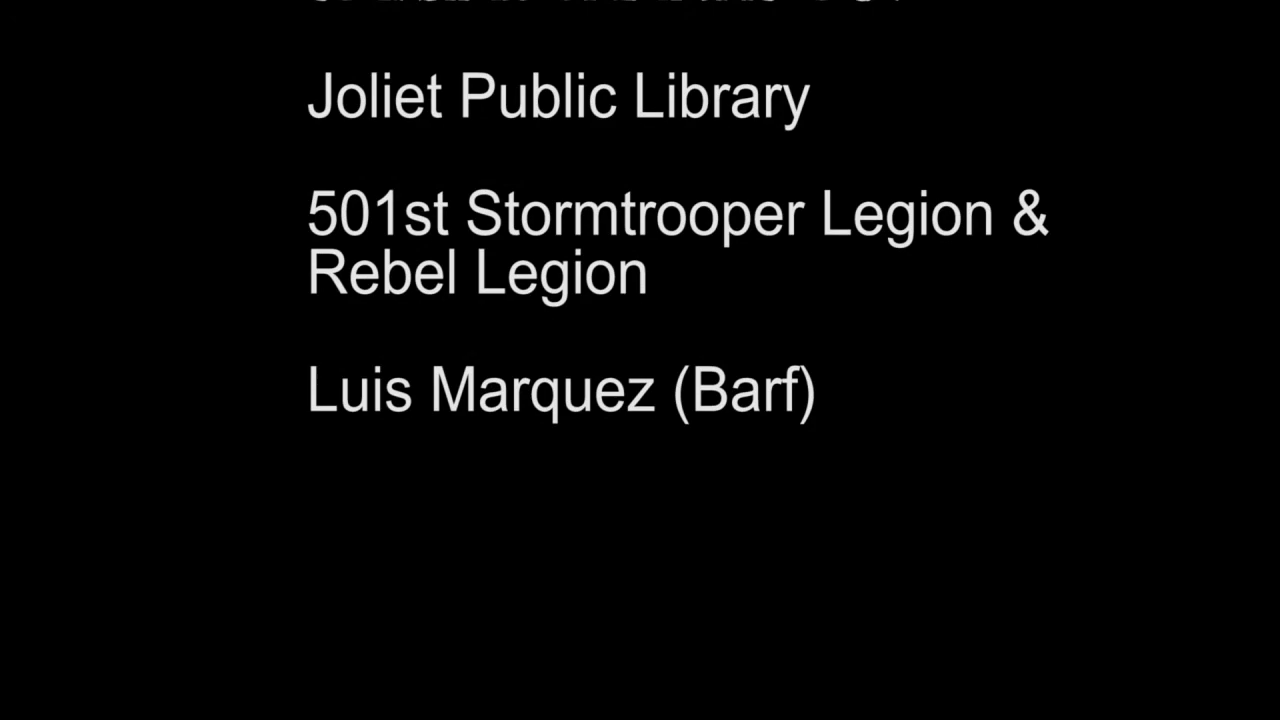 Joliet Public Library
501st Stormtrooper Legion &
Rebel Legion
Luis Marquez (Barf)